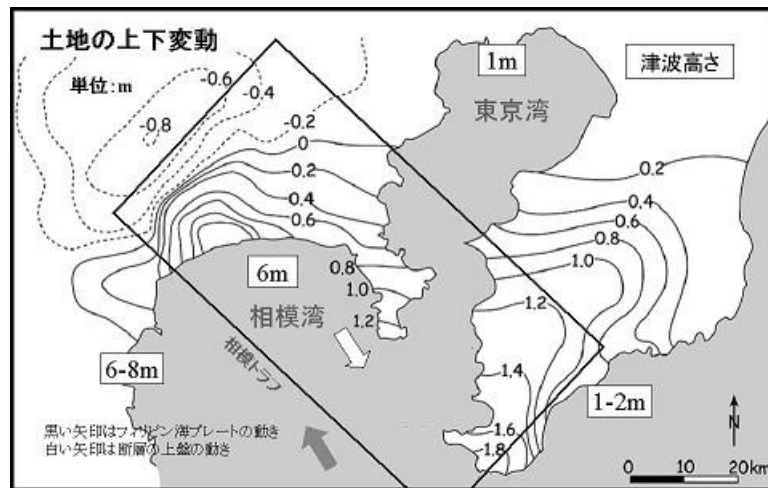 土地の上下変動
単位:m
津波高さ
1m
東京湾
-0.6
-0.4
-0.8
-0.2
0
0.2
0.4
0.6
0.8
1.0
1.2
0.2
0.4
0.6
0.8
1.0
1.2
1.4
1.6
1.8
6m
相模湾
相模トラフ
6-8m
1-2m
黒い矢印はフィリピン海プレートの動き
白い矢印は断層の上盤の動き
N
0 10 20km